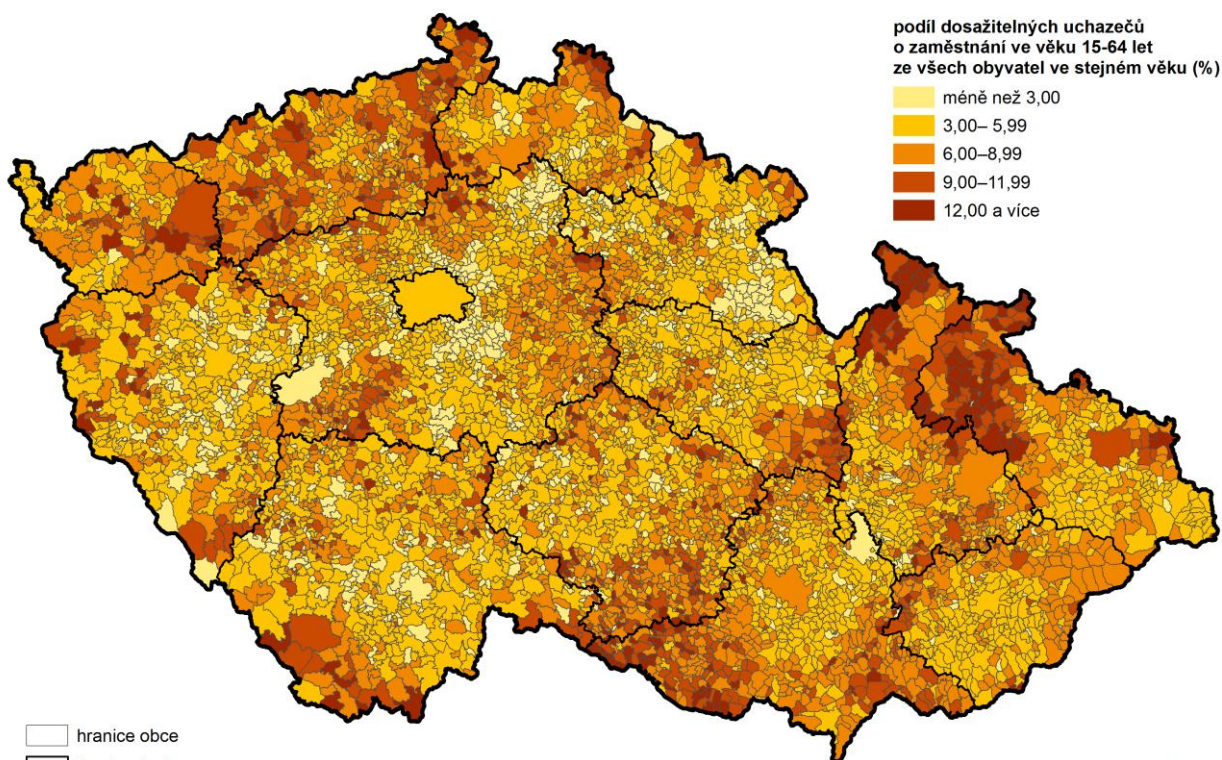 podíl dosažitelných uchazečů
o zaměstnání ve věku 15-64 let
ze všech obyvatel ve stejném věku (%)
méně než 3,00
3,00– 5,99
6,00–8,99
9,00–11,99
12,00 a více
hranice obce